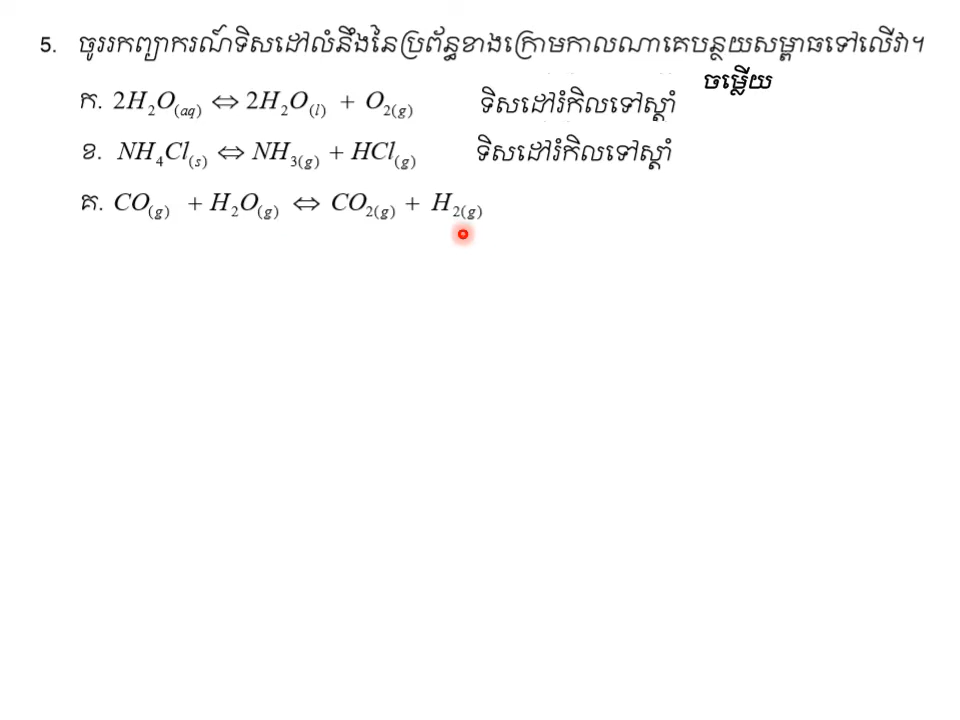 5. ចូររកព្យាករណ៍ទិសដៅលំនឹងនៃប្រព័ន្ធខាងក្រោមកាលណាគេបន្ថយសម្ពាធទៅលើវា។
ចម្លើយ
ក. 2H₂O₍aq₎ ⇔ 2H₂O₍l₎ + O₂₍g₎ ទិសដៅរំកិលទៅស្តាំ
ខ. NH₄Cl₍s₎ ⇔ NH₃₍g₎ + HCl₍g₎ ទិសដៅរំកិលទៅស្តាំ
គ. CO₍g₎ + H₂O₍g₎ ⇔ CO₂₍g₎ + H₂₍g₎